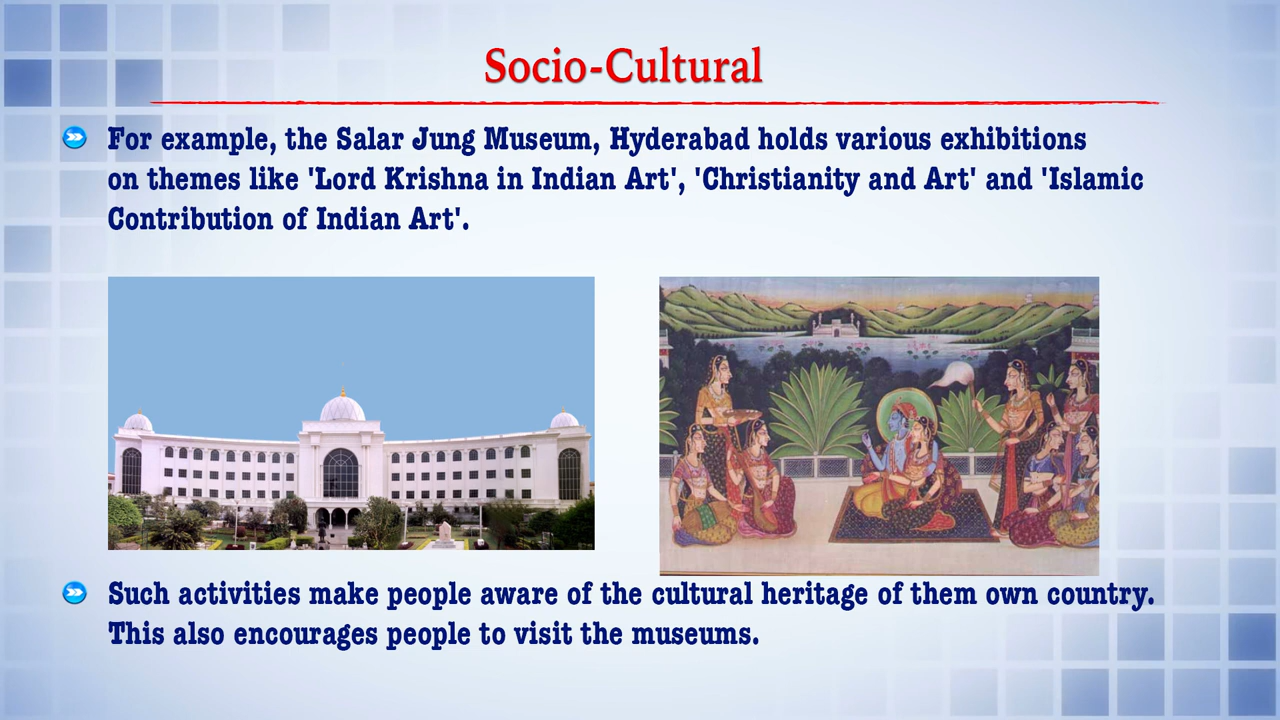 Socio-Cultural
For example, the Salar Jung Museum, Hyderabad holds various exhibitions
on themes like 'Lord Krishna in Indian Art', 'Christianity and Art' and 'Islamic
Contribution of Indian Art'.
Such activities make people aware of the cultural heritage of them own country.
This also encourages people to visit the museums.